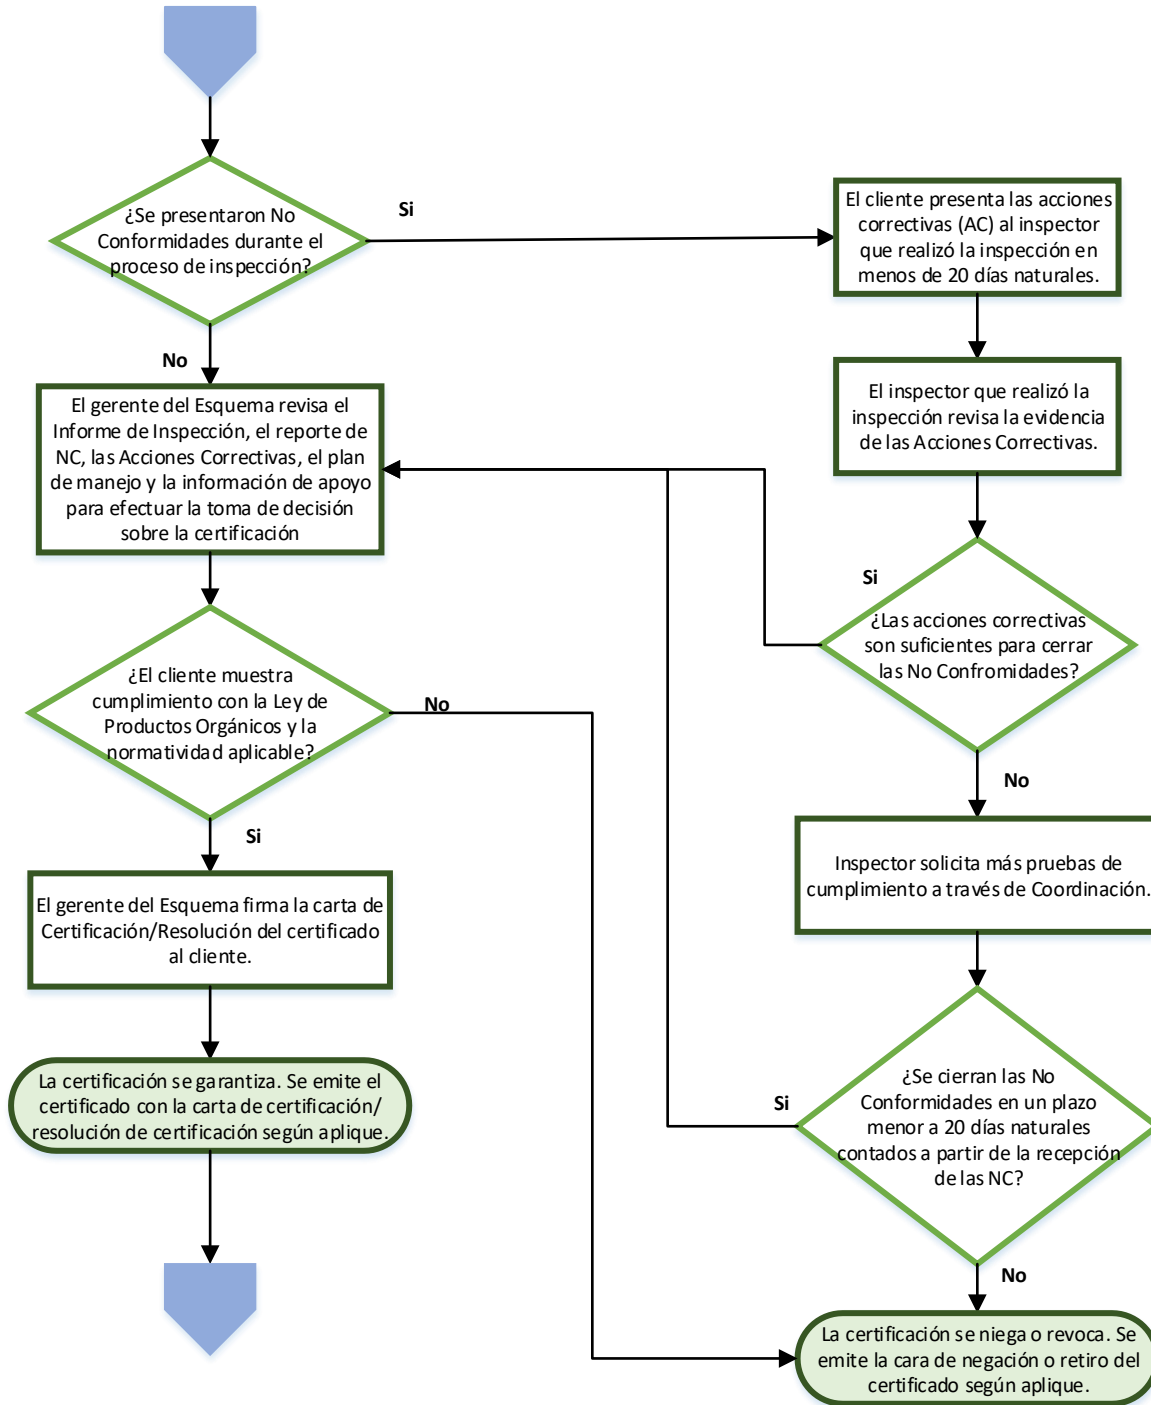 ¿Se presentaron No
Conformidades durante el
proceso de inspección?
Si
El cliente presenta las acciones
correctivas (AC) al inspector
que realizó la inspección en
menos de 20 días naturales.
No
El inspector que realizó la
inspección revisa la evidencia
de las Acciones Correctivas.
El gerente del Esquema revisa el
Informe de Inspección, el reporte de
NC, las Acciones Correctivas, el plan
de manejo y la información de apoyo
para efectuar la toma de decisión
sobre la certificación
Si
¿Las acciones correctivas
son suficientes para cerrar
las No Confromidades?
¿El cliente muestra
cumplimiento con la Ley de
Productos Orgánicos y la
normatividad aplicable?
No
No
Si
Inspector solicita más pruebas de
cumplimiento a través de Coordinación.
El gerente del Esquema firma la carta de
Certificación/Resolución del certificado
al cliente.
La certificación se garantiza. Se emite el
certificado con la carta de certificación/
resolución de certificación según aplique.
Si
¿Se cierran las No
Conformidades en un plazo
menor a 20 días naturales
contados a partir de la recepción
de las NC?
No
La certificación se niega o revoca. Se
emite la cara de negación o retiro del
certificado según aplique.